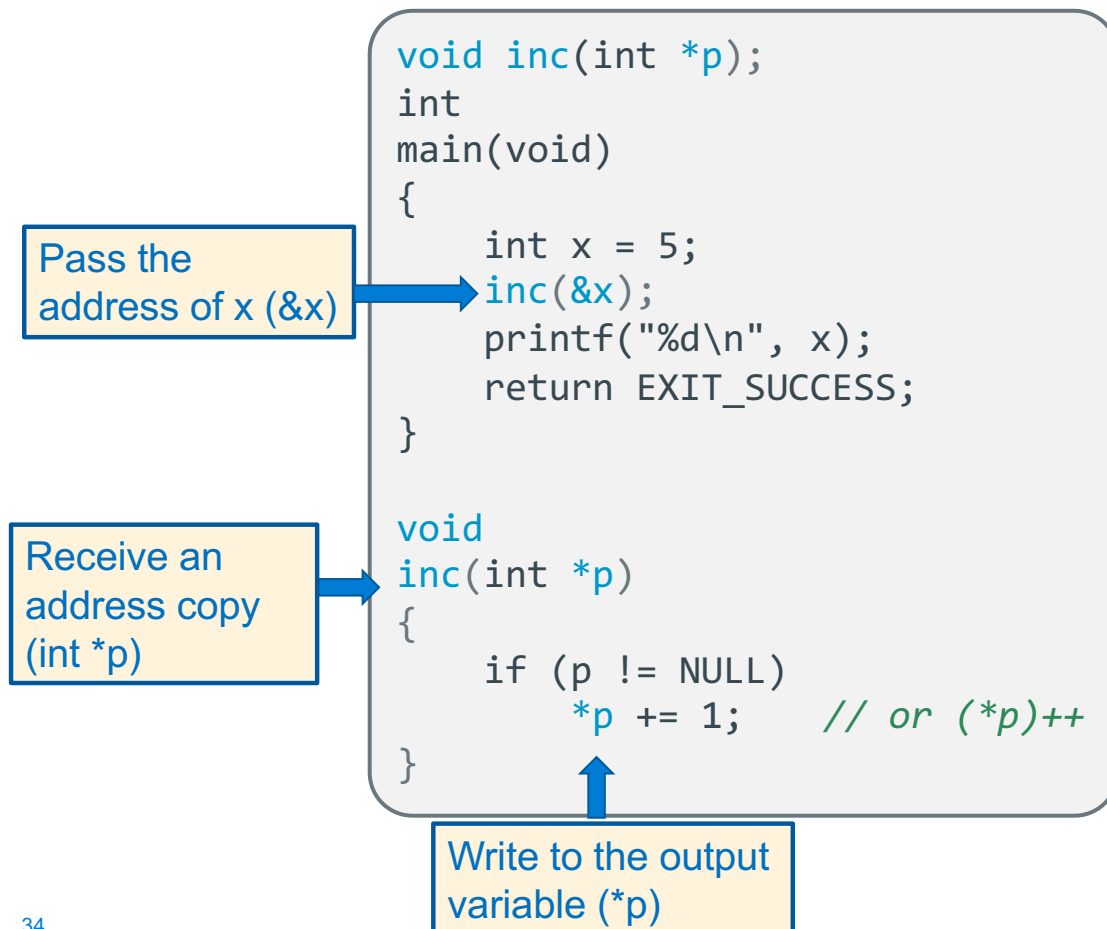 void inc(int *p);
int
main(void)
{
    int x = 5;
Pass the
address of x (&x)
    inc(&x);
    printf("%d\n", x);
    return EXIT_SUCCESS;
}
void
Receive an
address copy
(int *p)
inc(int *p)
{
    if (p != NULL)
        *p += 1;    // or (*p)++
}
Write to the output
variable (*p)
34